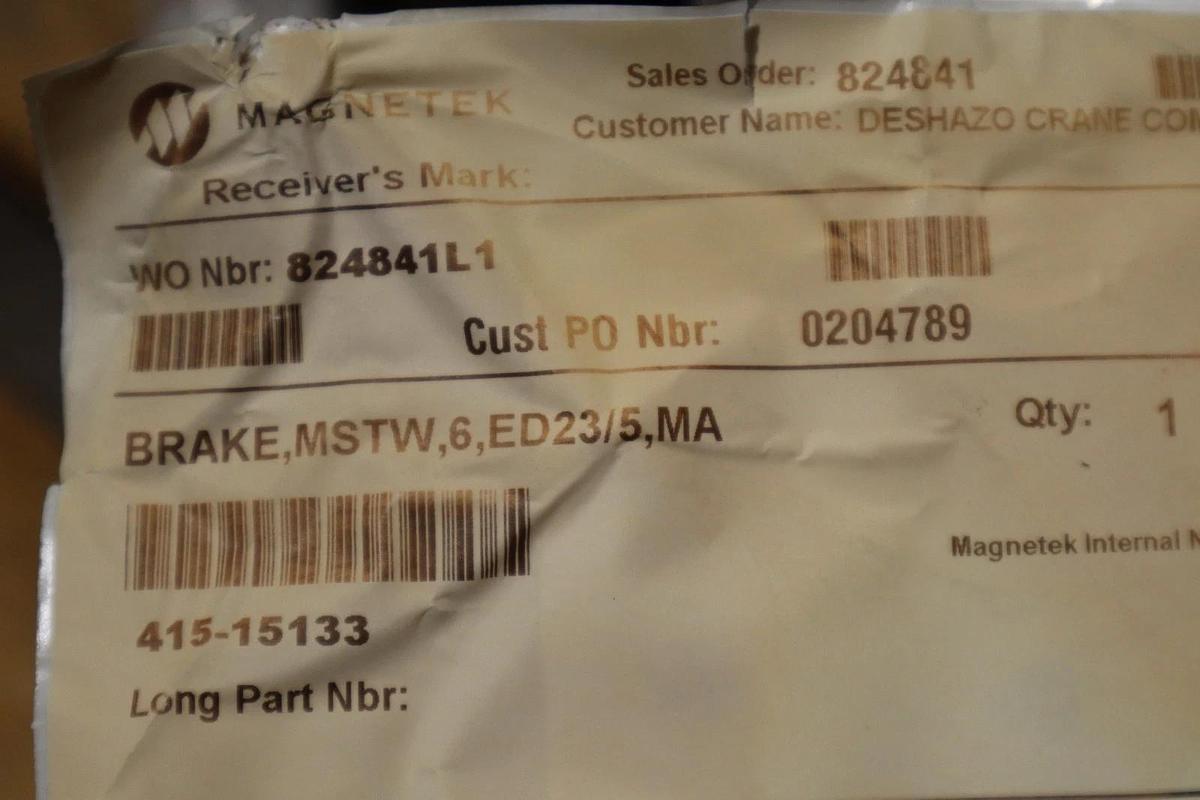 MAGNETEK
Sales Order: 824841
Customer Name: DESHAZO CRANE
Receiver's Mark:
WO Nbr: 824841L1
Cust PO Nbr: 0204789
BRAKE,MSTW,6,ED23/5,MA
Qty: 1
Magnetek Internal
415-15133
Long Part Nbr: